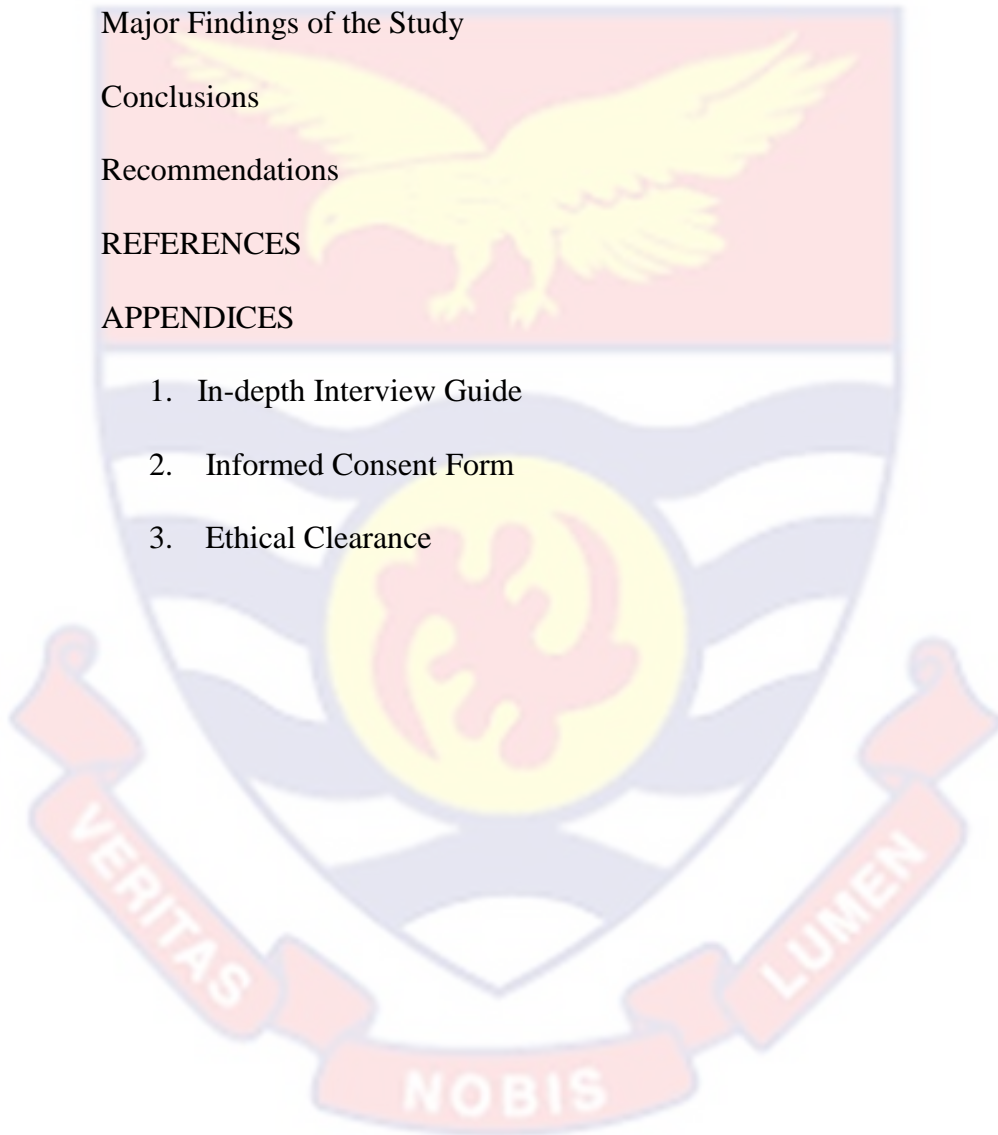 Major Findings of the Study
Conclusions
Recommendations
REFERENCES
APPENDICES
1. In-depth Interview Guide
2. Informed Consent Form
3. Ethical Clearance
VERITAS
NOBIS
LUMEN